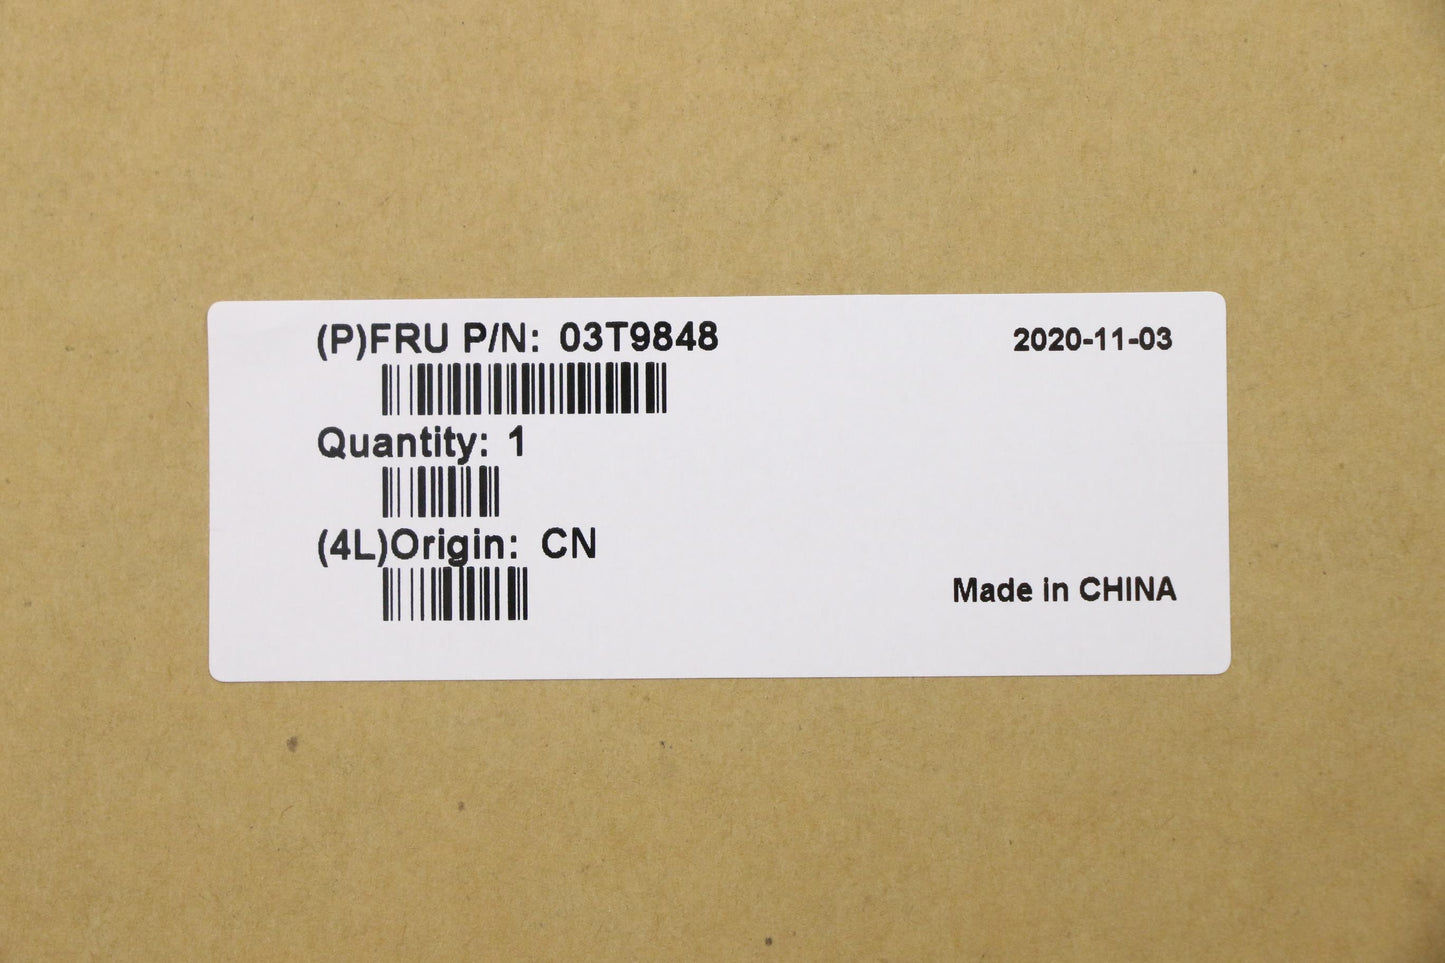 (P)FRU P/N: 03T9848
2020-11-03
Quantity: 1
(4L)Origin: CN
Made in CHINA